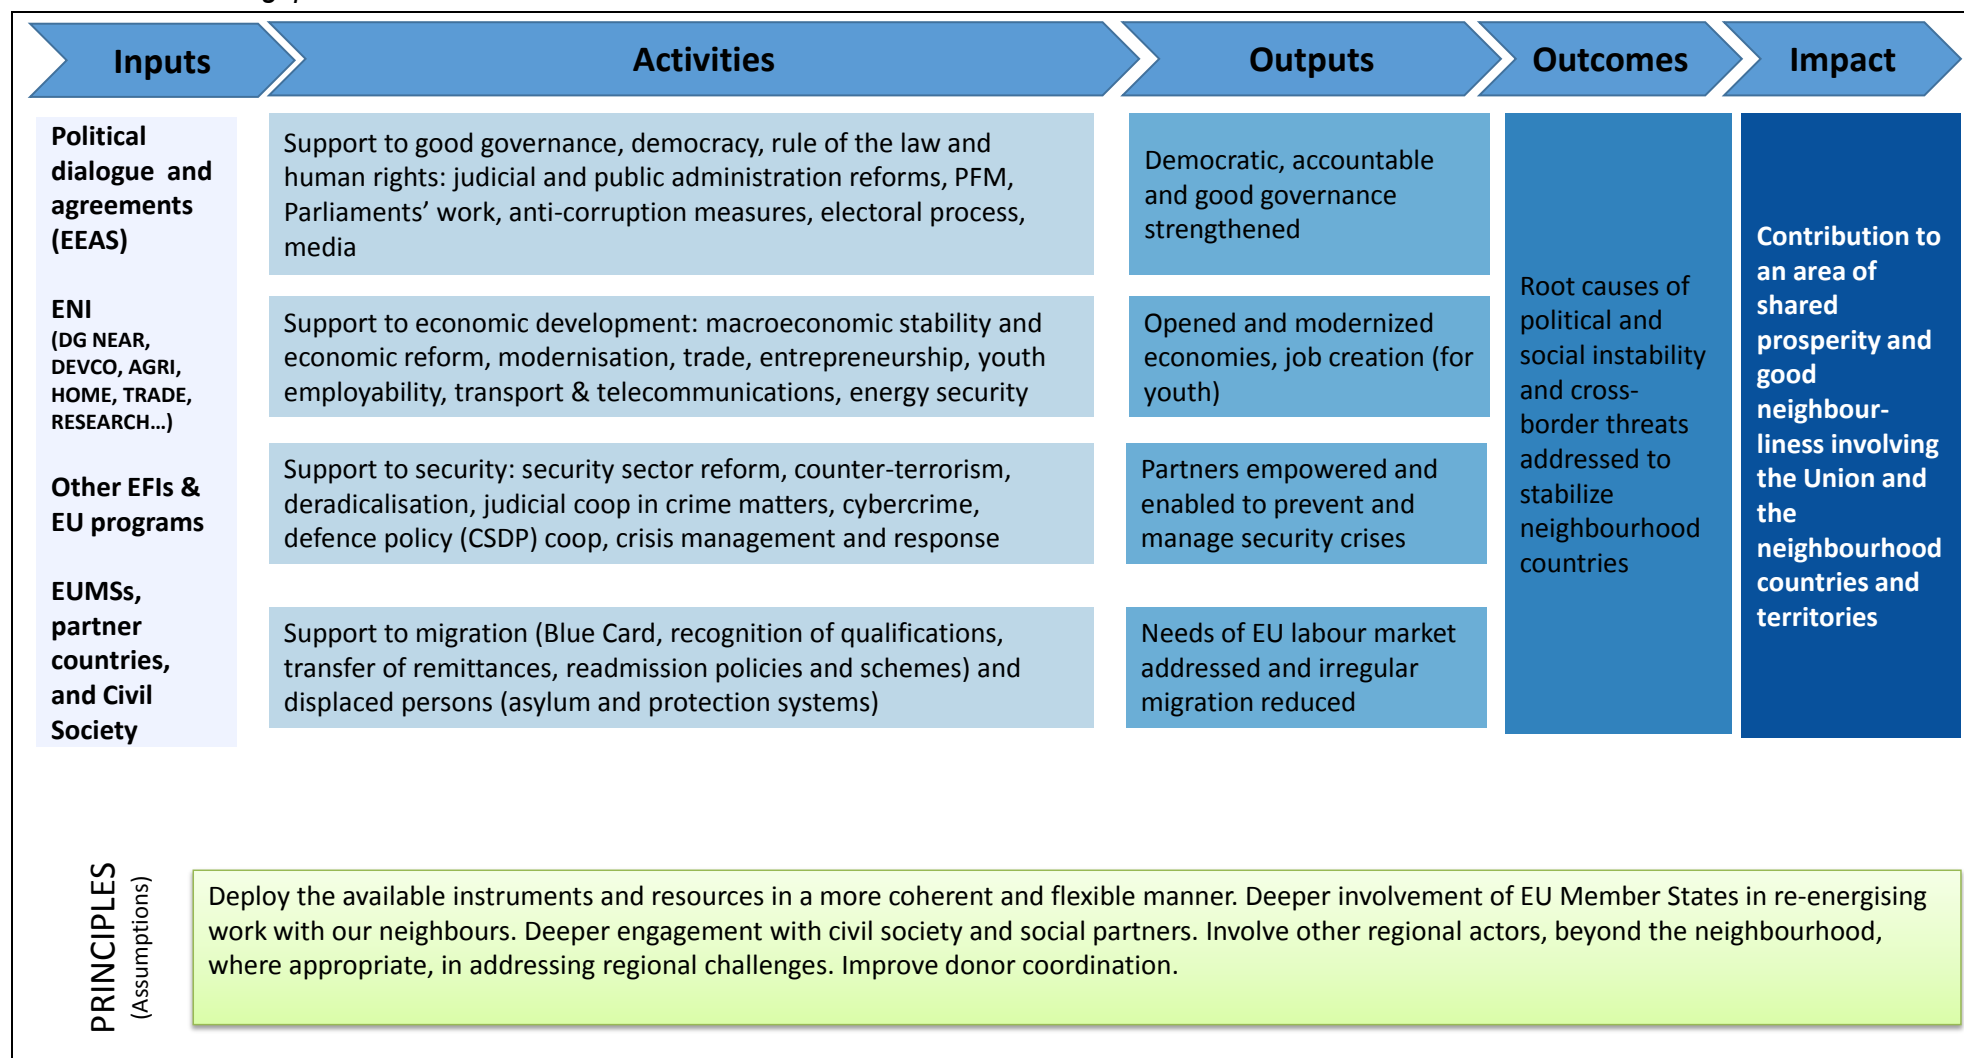 Inputs
Activities
Outputs
Outcomes
Impact
Political
dialogue and
agreements
(EEAS)
ENI
(DG NEAR,
DEVCO, AGRI,
HOME, TRADE,
RESEARCH...)
Other EFIs &
EU programs
EUMSs,
partner
countries,
and Civil
Society
Support to good governance, democracy, rule of the law and
human rights: judicial and public administration reforms, PFM,
Parliaments' work, anti-corruption measures, electoral process,
media
Support to economic development: macroeconomic stability and
economic reform, modernisation, trade, entrepreneurship, youth
employability, transport & telecommunications, energy security
Support to security: security sector reform, counter-terrorism,
deradicalisation, judicial coop in crime matters, cybercrime,
defence policy (CSDP) coop, crisis management and response
Support to migration (Blue Card, recognition of qualifications,
transfer of remittances, readmission policies and schemes) and
displaced persons (asylum and protection systems)
Democratic, accountable
and good governance
strengthened
Opened and modernized
economies, job creation (for
youth)
Partners empowered and
enabled to prevent and
manage security crises
Needs of EU labour market
addressed and irregular
migration reduced
Root causes of
political and
social instability
and cross-
border threats
addressed to
stabilize
neighbourhood
countries
Contribution to
an area of
shared
prosperity and
good
neighbour-
liness involving
the Union and
the
neighbourhood
countries and
territories
PRINCIPLES
(Assumptions)
Deploy the available instruments and resources in a more coherent and flexible manner. Deeper involvement of EU Member States in re-energising
work with our neighbours. Deeper engagement with civil society and social partners. Involve other regional actors, beyond the neighbourhood,
where appropriate, in addressing regional challenges. Improve donor coordination.